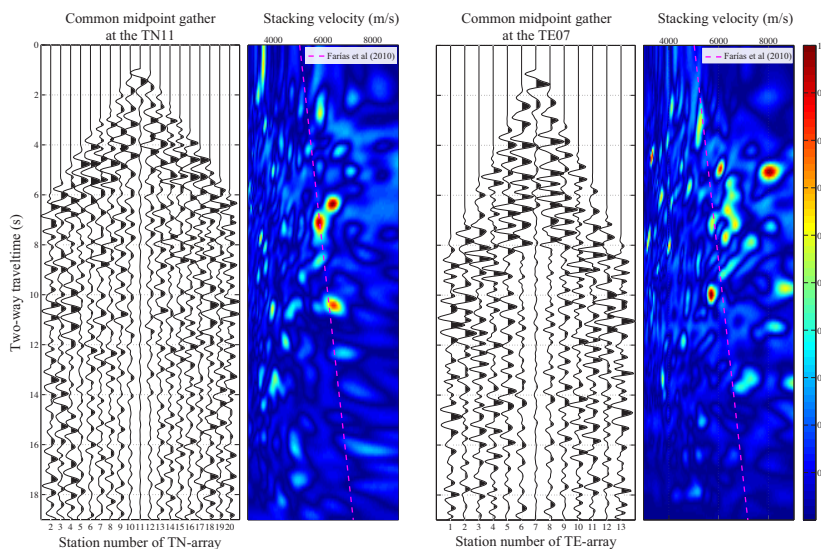 Common midpoint gather
at the TN11
Stacking velocity (m/s)
4000 6000 8000
Farías et al (2010)
Two-way traveltime (s)
0
2
4
6
8
10
12
14
16
18
2 3 4 5 6 7 8 9 10 11 12 13 14 15 16 17 18 19 20
Station number of TN-array
Common midpoint gather
at the TE07
Stacking velocity (m/s)
4000 6000 8000
Farías et al (2010)
1 2 3 4 5 6 7 8 9 10 11 12 13
Station number of TE-array